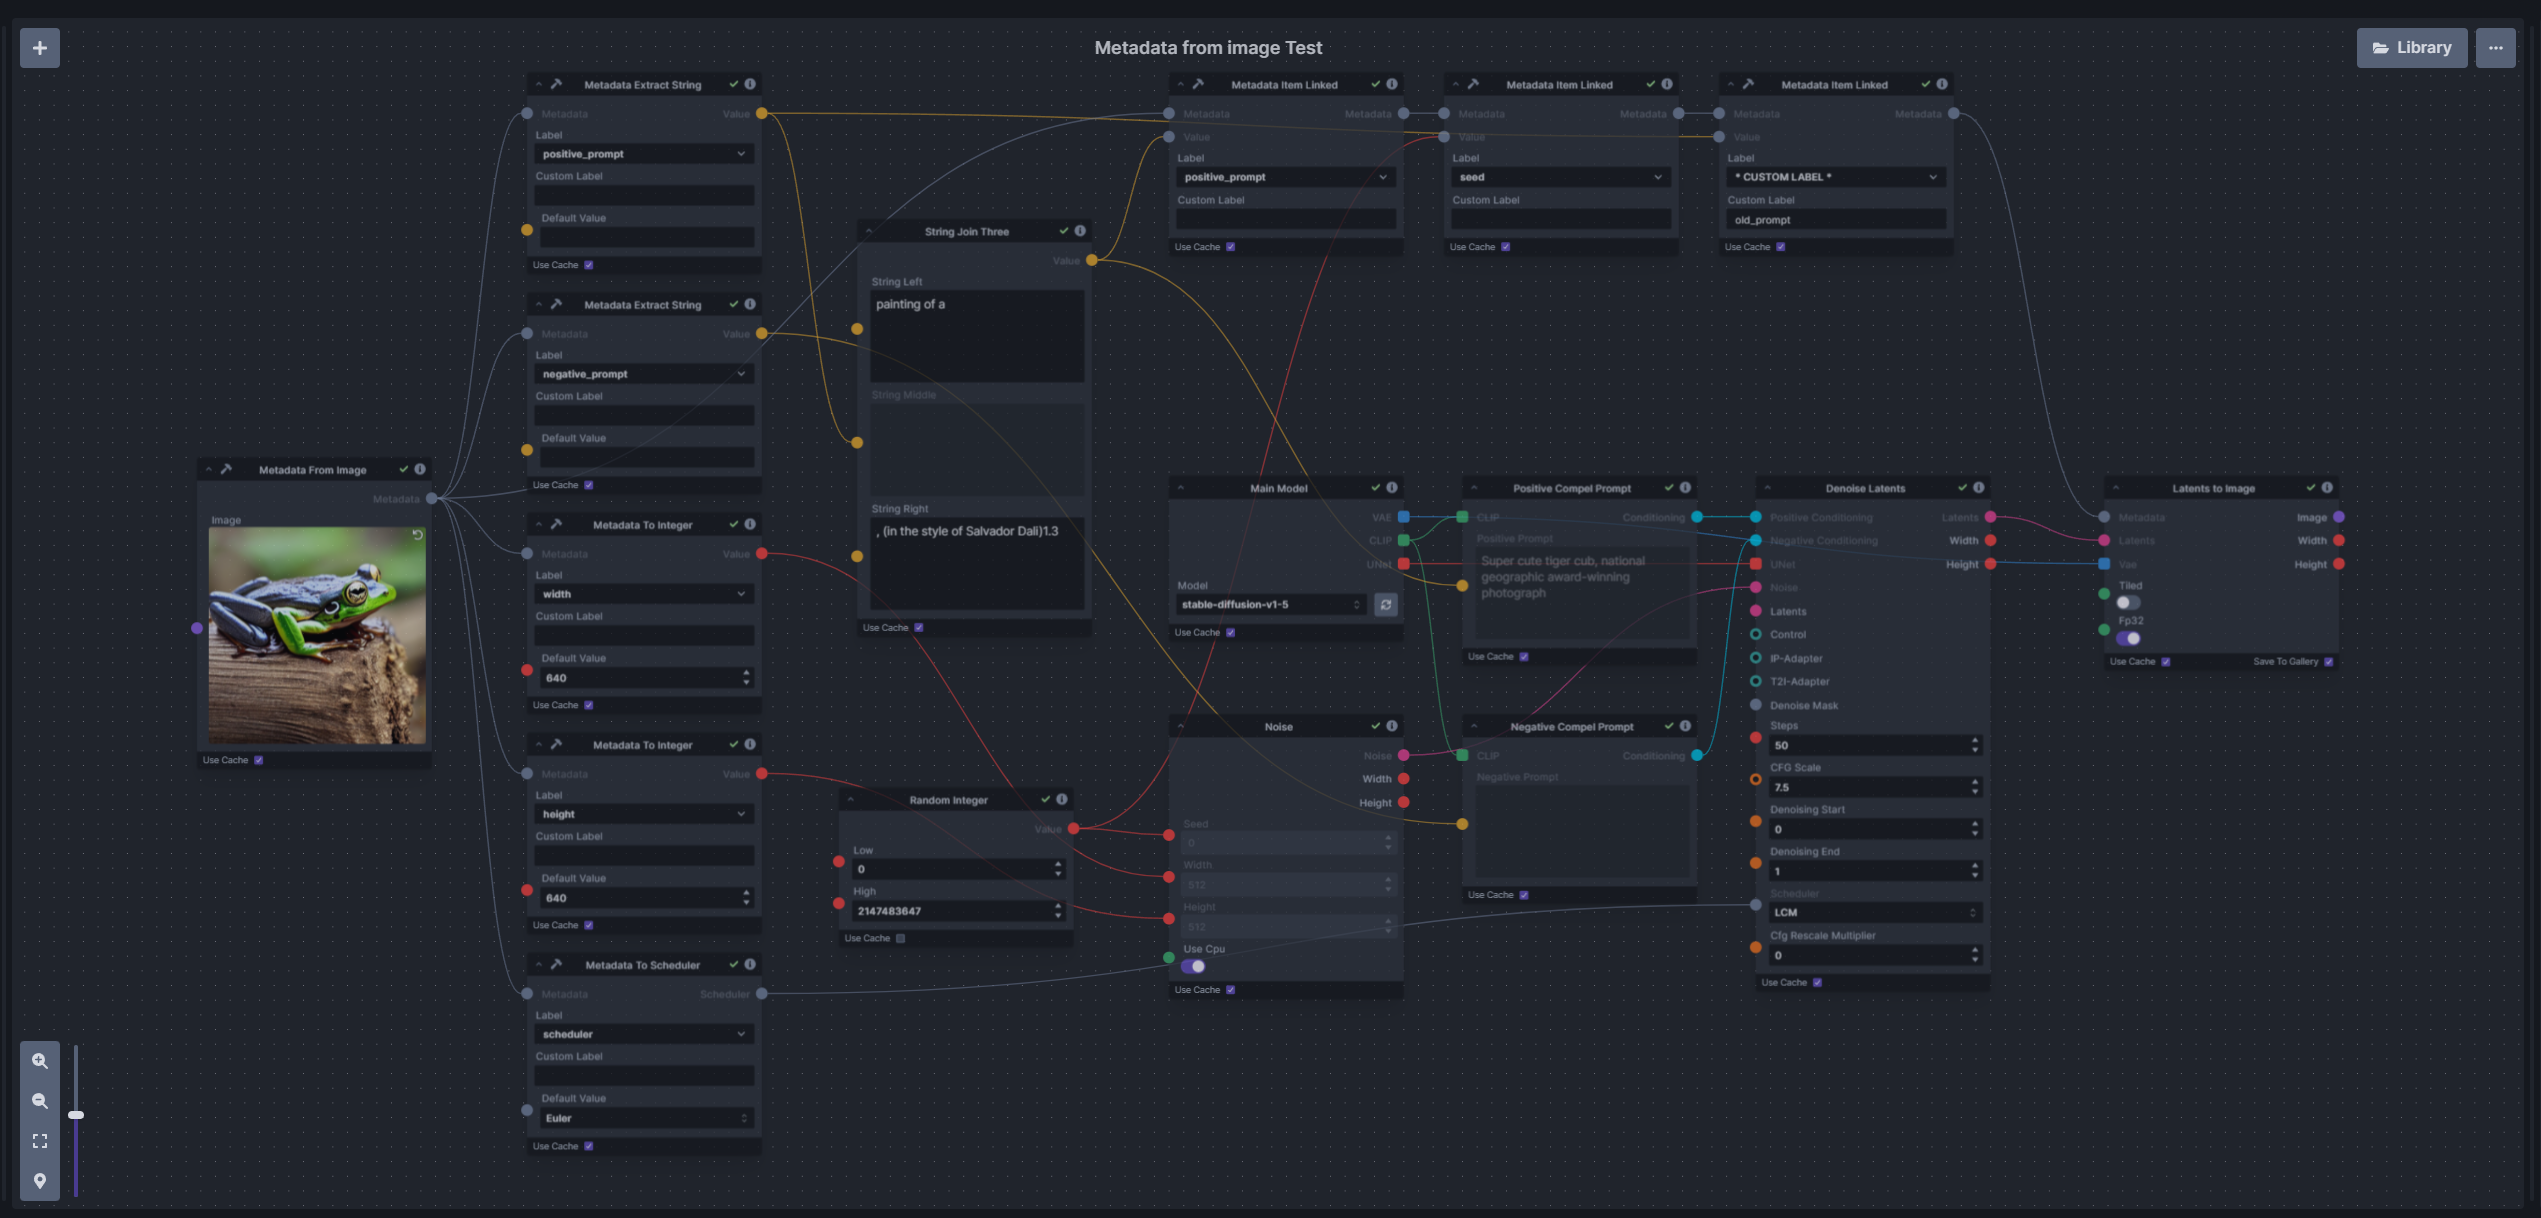 Metadata from image Test
Library
Metadata Extract String
Metadata
Value
Label
positive_prompt
Custom Label
Default Value
Use Cache
Metadata Extract String
Metadata
Value
Label
negative_prompt
Custom Label
Default Value
Use Cache
Metadata From Image
Metadata
Image
Use Cache
Metadata To Integer
Metadata
Value
Label
width
Custom Label
Default Value
640
Use Cache
Metadata To Integer
Metadata
Value
Label
height
Custom Label
Default Value
640
Use Cache
Metadata To Scheduler
Metadata
Scheduler
Label
scheduler
Custom Label
Default Value
Euler
Use Cache
String Join Three
Value
String Left
painting of a
String Middle
String Right
, (in the style of Salvador Dali)1.3
Use Cache
Random Integer
Value
Low
0
High
2147483647
Use Cache
Metadata Item Linked
Metadata
Metadata
Value
Label
positive_prompt
Custom Label
Use Cache
Metadata Item Linked
Metadata
Metadata
Value
Label
seed
Custom Label
Use Cache
Metadata Item Linked
Metadata
Metadata
Value
Label
* CUSTOM LABEL *
Custom Label
old_prompt
Use Cache
Main Model
VAE
CLIP
UNet
Model
stable-diffusion-v1-5
Use Cache
Noise
Noise
Width
Height
Seed
0
Width
512
Height
512
Use Cpu
Use Cache
Positive Compel Prompt
CLIP
Conditioning
Positive Prompt
Super cute tiger cub, national
geographic award-winning
photograph
Use Cache
Negative Compel Prompt
CLIP
Conditioning
Negative Prompt
Use Cache
Denoise Latents
Positive Conditioning
Latents
Negative Conditioning
Width
UNet
Height
Noise
Latents
Control
IP-Adapter
T2I-Adapter
Denoise Mask
Steps
50
CFG Scale
7.5
Denoising Start
0
Denoising End
1
Scheduler
LCM
Cfg Rescale Multiplier
0
Use Cache
Latents to Image
Metadata
Image
Latents
Width
Vae
Height
Tiled
Fp32
Use Cache
Save To Gallery